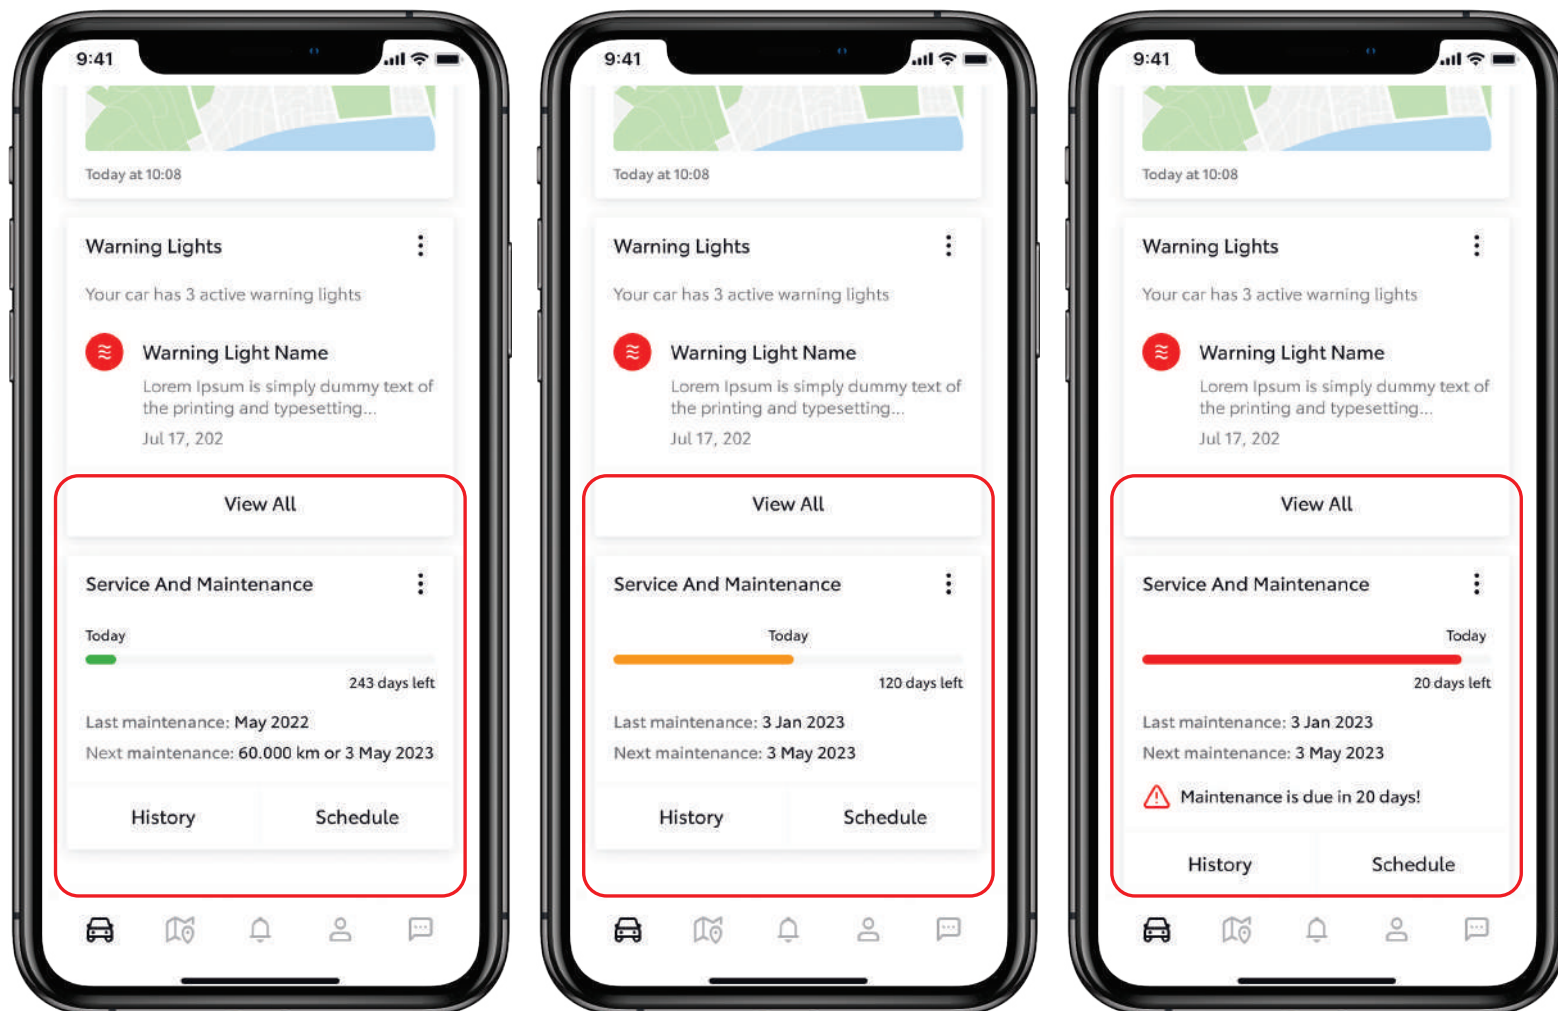 9:41
Today at 10:08
Warning Lights
Your car has 3 active warning lights
Warning Light Name
Lorem Ipsum is simply dummy text of
the printing and typesetting...
Jul 17, 202
View All
Service And Maintenance
Today
243 days left
Last maintenance: May 2022
Next maintenance: 60.000 km or 3 May 2023
History
Schedule
9:41
Today at 10:08
Warning Lights
Your car has 3 active warning lights
Warning Light Name
Lorem Ipsum is simply dummy text of
the printing and typesetting...
Jul 17, 202
View All
Service And Maintenance
Today
120 days left
Last maintenance: 3 Jan 2023
Next maintenance: 3 May 2023
History
Schedule
9:41
Today at 10:08
Warning Lights
Your car has 3 active warning lights
Warning Light Name
Lorem Ipsum is simply dummy text of
the printing and typesetting...
Jul 17, 202
View All
Service And Maintenance
Today
20 days left
Last maintenance: 3 Jan 2023
Next maintenance: 3 May 2023
Maintenance is due in 20 days!
History
Schedule